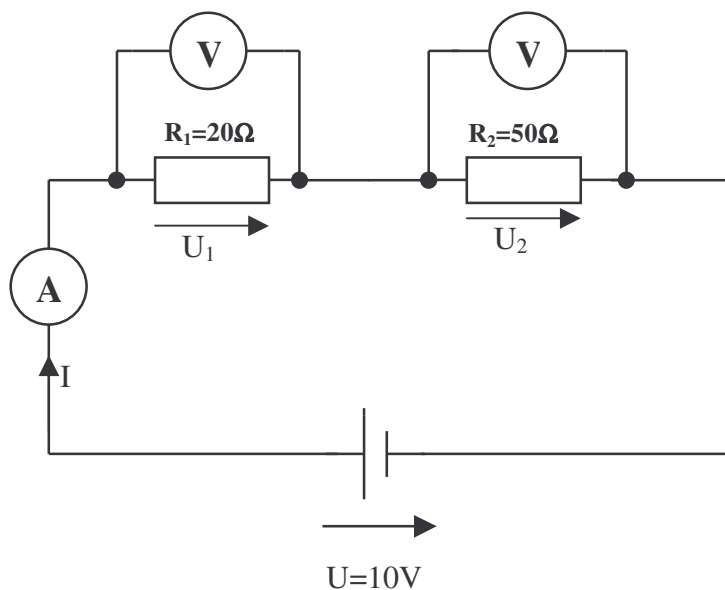 V
V
R₁=20Ω
R₂=50Ω
U₁
U₂
A
I
U=10V